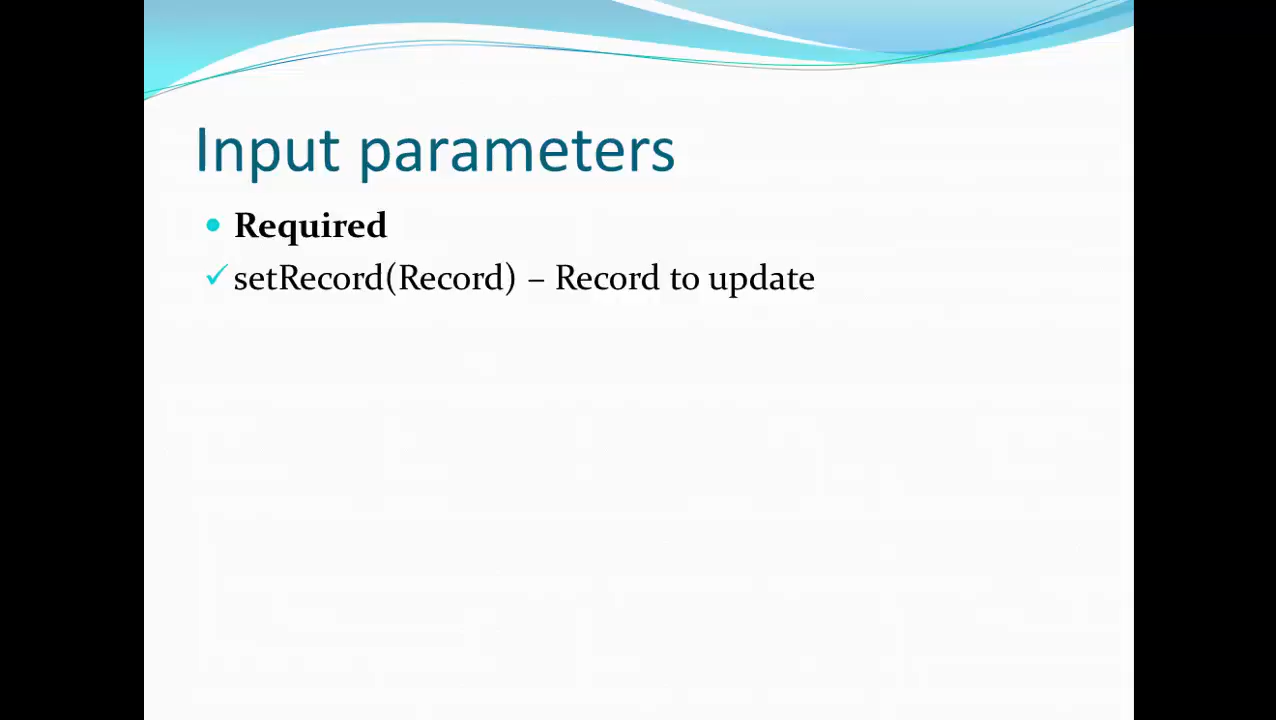 Input parameters
Required
setRecord(Record) – Record to update